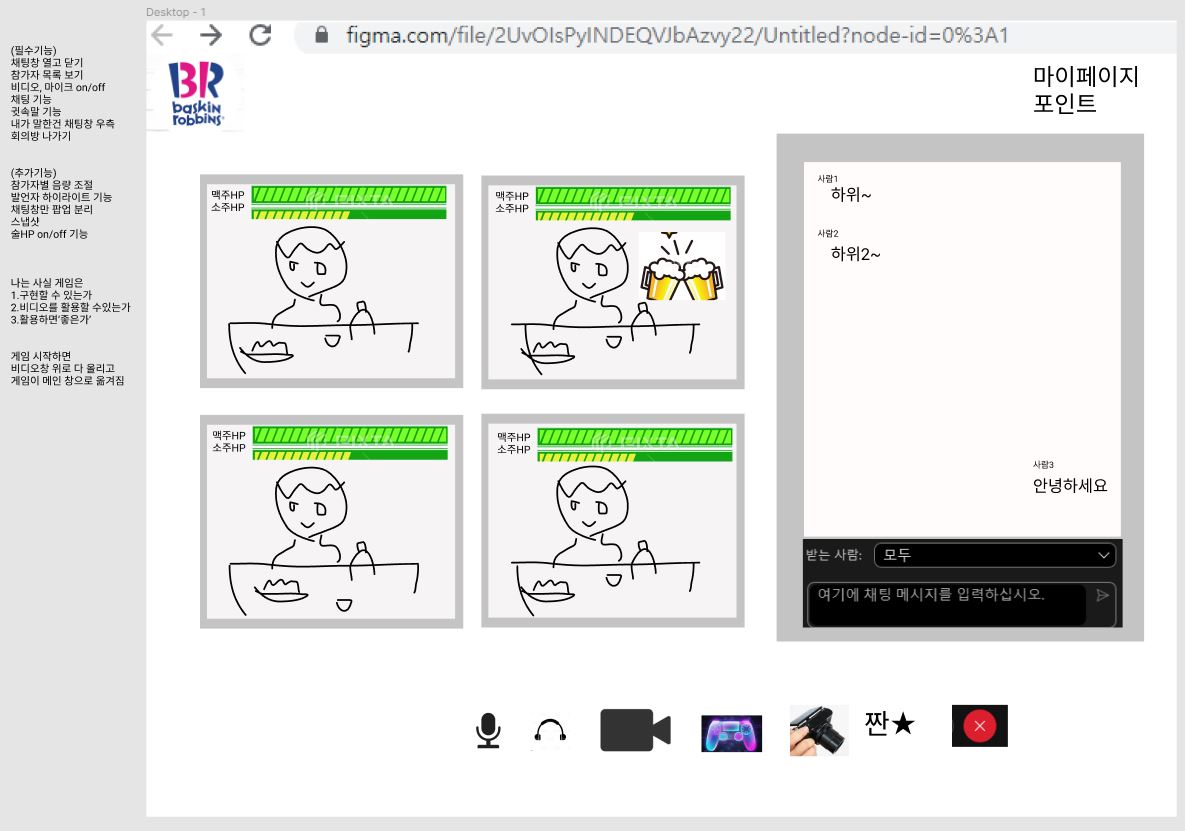 Desktop - 1
figma.com/file/2UvOIsPyINDEQVJbAzvy22/Untitled?node-id=0%3A1
(필수기능)
채팅창 열고 닫기
참가자 목록 보기
비디오, 마이크 on/off
채팅 기능
귓속말 기능
내가 말한건 채팅창 우측
회의방 나가기
(추가기능)
참가자별 음량 조절
발언자 하이라이트 기능
채팅창만 팝업 분리
스냅샷
술HP on/off 기능
나는 사실 게임은
1.구현할 수 있는가
2.비디오를 활용할 수있는가
3.활용하면'좋은가'
게임 시작하면
비디오창 위로 다 올리고
게임이 메인 창으로 옮겨짐
BR
baskin
robbins
마이페이지
포인트
맥주HP
소주HP
맥주HP
소주HP
맥주HP
소주HP
맥주HP
소주HP
사람1
하위~
사람2
하위2~
사람3
안녕하세요
받는 사람: 모두
여기에 채팅 메시지를 입력하십시오.
짠★